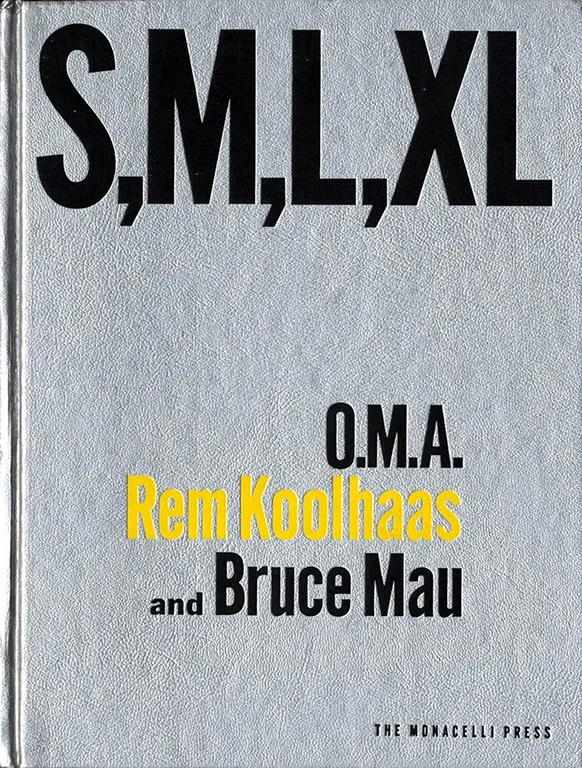 S,M,L,XL
O.M.A.
Rem Koolhaas
and Bruce Mau
THE MONACELLI PRESS